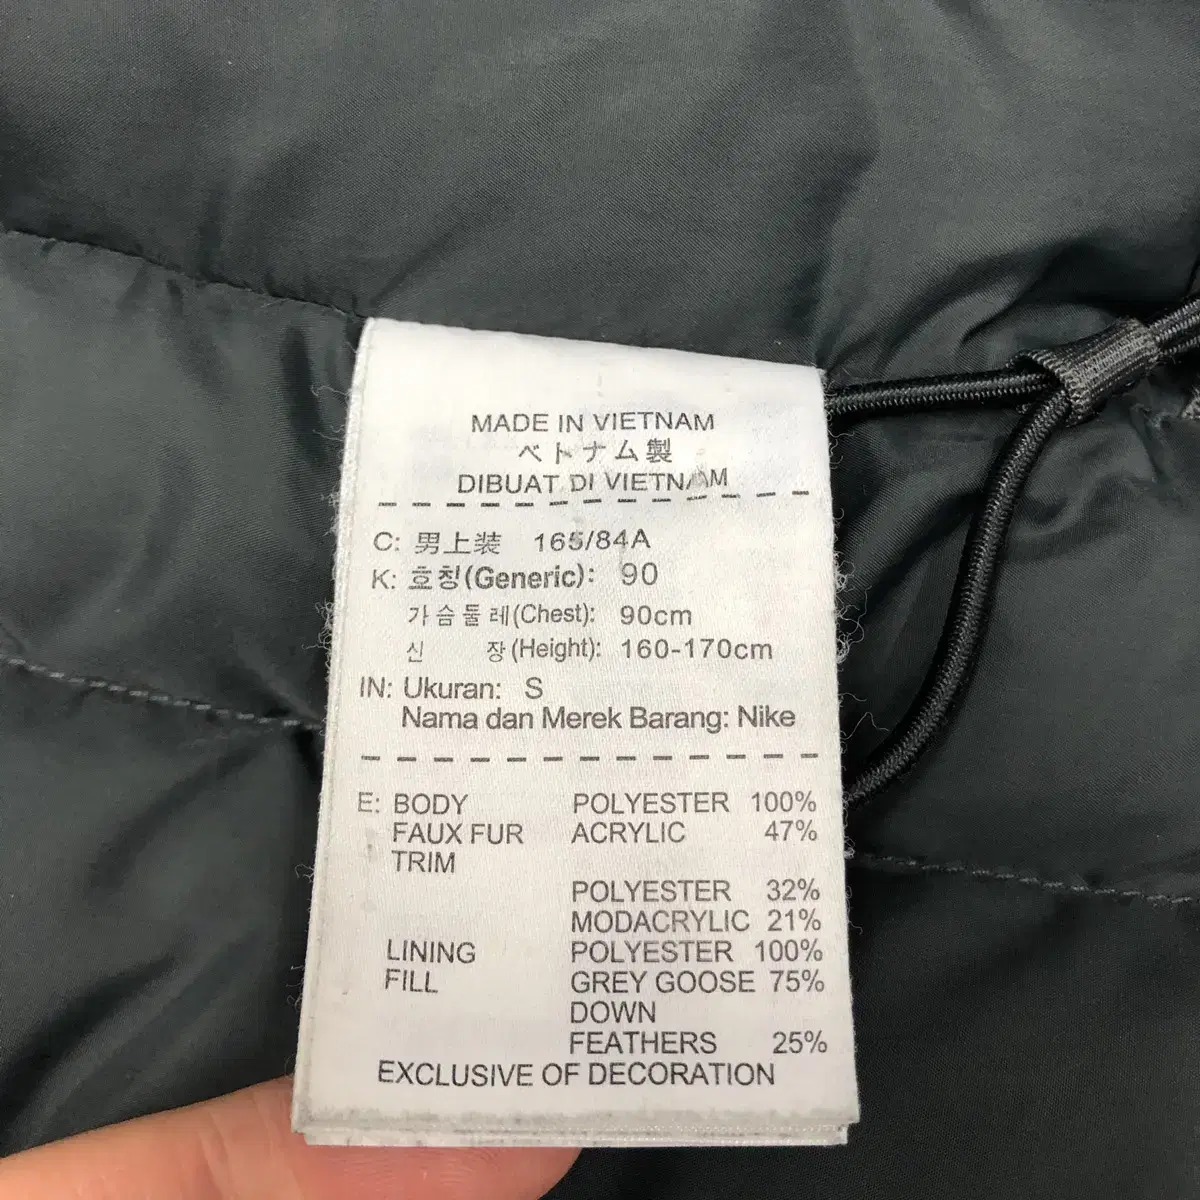 MADE IN VIETNAM
ベトナム製
DIBUAT DI VIETNAM
C: 男上装 165/84A
K: 호칭(Generic): 90
가슴둘레(Chest): 90cm
신 장(Height): 160-170cm
IN: Ukuran: S
Nama dan Merek Barang: Nike
E: BODY POLYESTER 100%
FAUX FUR ACRYLIC 47%
TRIM
POLYESTER 32%
MODACRYLIC 21%
LINING POLYESTER 100%
FILL GREY GOOSE 75%
DOWN
FEATHERS 25%
EXCLUSIVE OF DECORATION